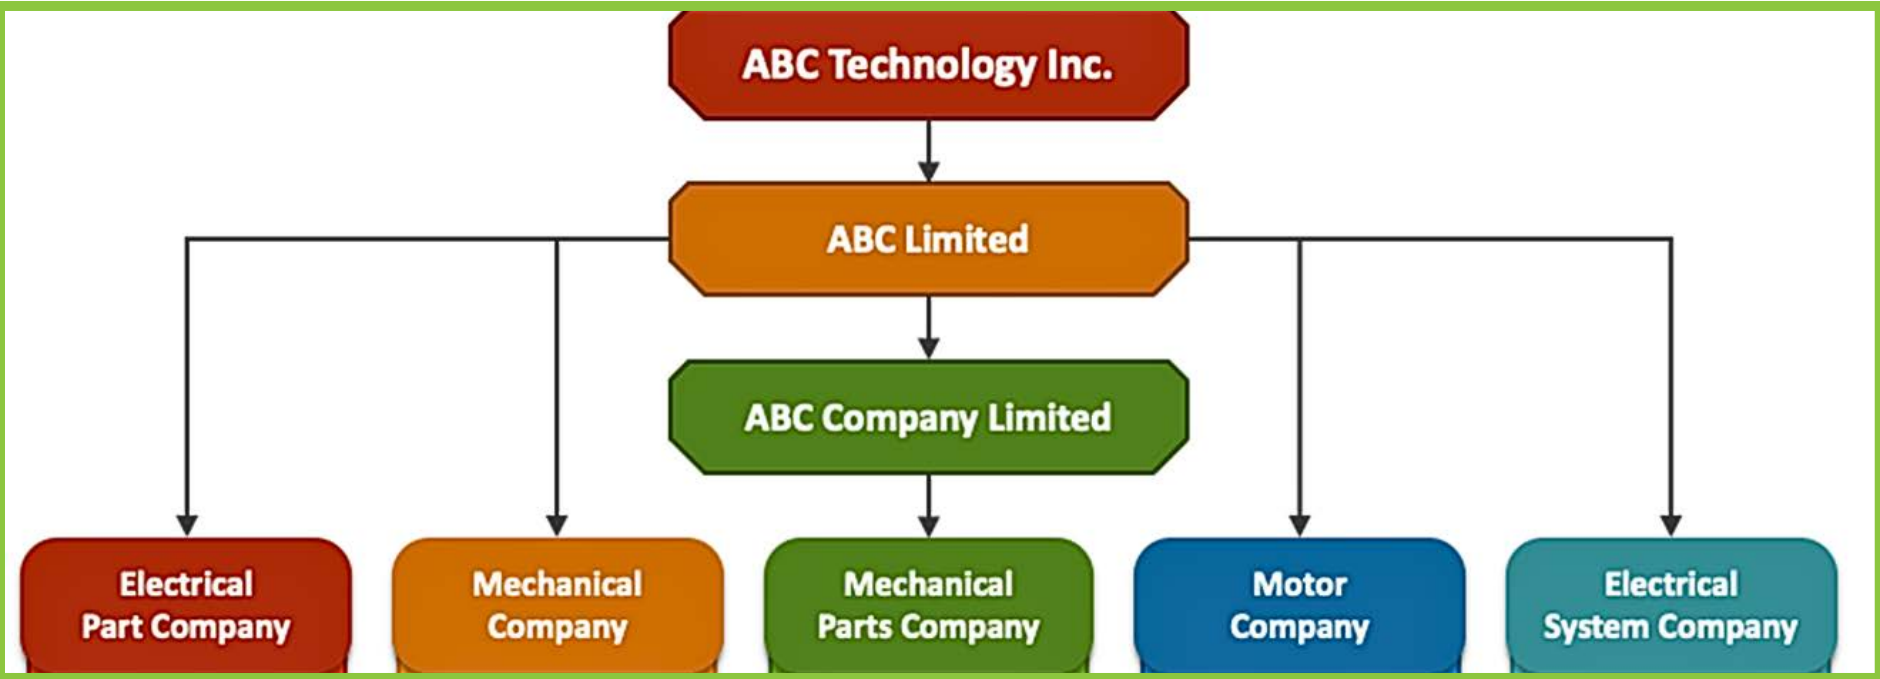 ABC Technology Inc.
ABC Limited
ABC Company Limited
Electrical
Part Company
Mechanical
Company
Mechanical
Parts Company
Motor
Company
Electrical
System Company